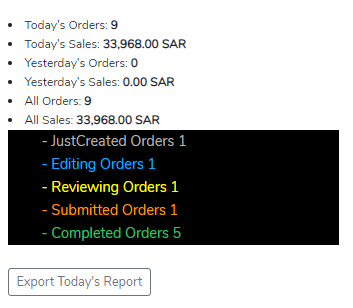 Today's Orders: 9
Today's Sales: 33,968.00 SAR
Yesterday's Orders: 0
Yesterday's Sales: 0.00 SAR
All Orders: 9
All Sales: 33,968.00 SAR
- JustCreated Orders 1
- Editing Orders 1
- Reviewing Orders 1
- Submitted Orders 1
- Completed Orders 5
Export Today's Report